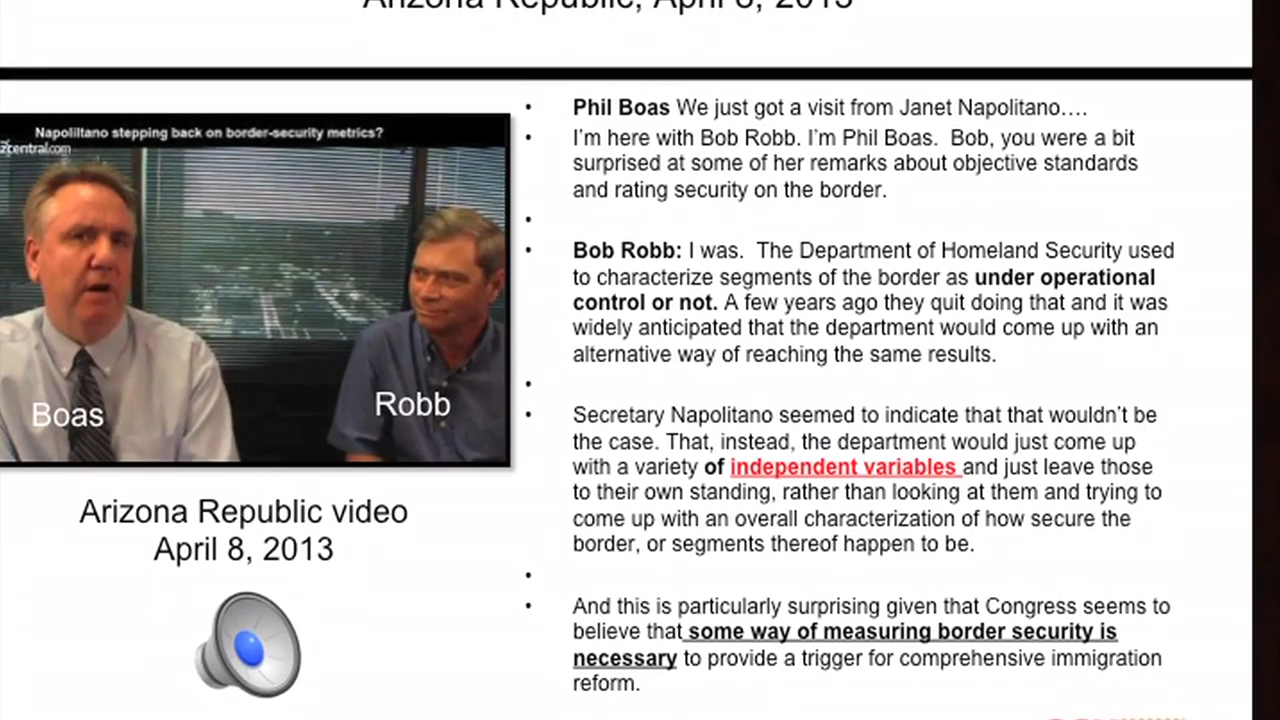 Arizona Republic, April 8, 2013
Napoliltano stepping back on border-security metrics?
zcentral.com
Boas
Robb
Arizona Republic video
April 8, 2013
• Phil Boas We just got a visit from Janet Napolitano….
• I'm here with Bob Robb. I'm Phil Boas.  Bob, you were a bit
surprised at some of her remarks about objective standards
and rating security on the border.
•
• Bob Robb: I was.  The Department of Homeland Security used
to characterize segments of the border as under operational
control or not. A few years ago they quit doing that and it was
widely anticipated that the department would come up with an
alternative way of reaching the same results.
•
• Secretary Napolitano seemed to indicate that that wouldn't be
the case. That, instead, the department would just come up
with a variety of independent variables and just leave those
to their own standing, rather than looking at them and trying to
come up with an overall characterization of how secure the
border, or segments thereof happen to be.
•
• And this is particularly surprising given that Congress seems to
believe that some way of measuring border security is
necessary to provide a trigger for comprehensive immigration
reform.